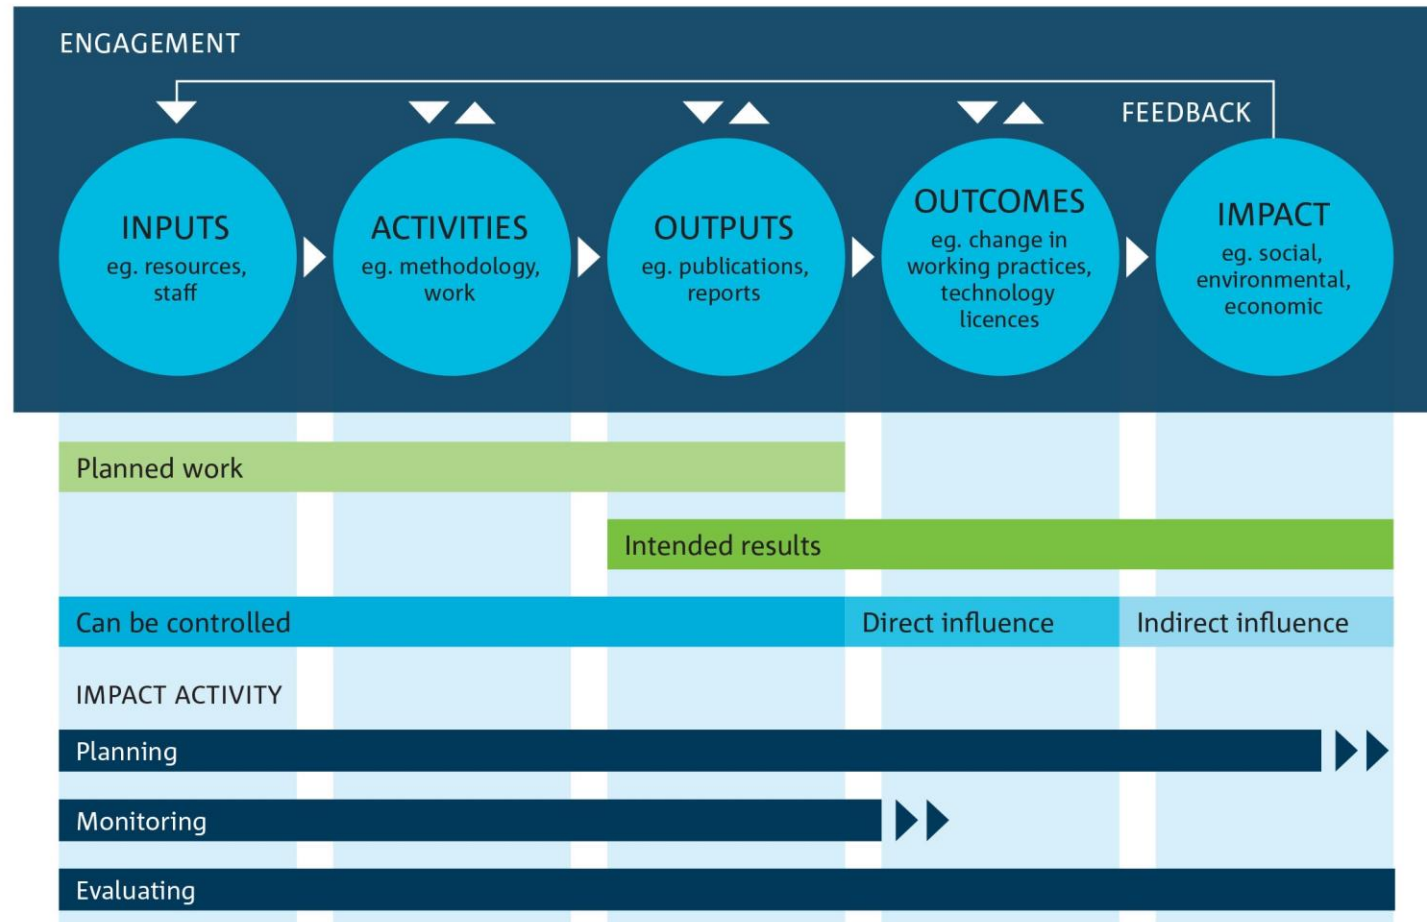 ENGAGEMENT
FEEDBACK
INPUTS
eg. resources,
staff
ACTIVITIES
eg. methodology,
work
OUTPUTS
eg. publications,
reports
OUTCOMES
eg. change in
working practices,
technology
licences
IMPACT
eg. social,
environmental,
economic
Planned work
Intended results
Can be controlled
Direct influence
Indirect influence
IMPACT ACTIVITY
Planning
Monitoring
Evaluating